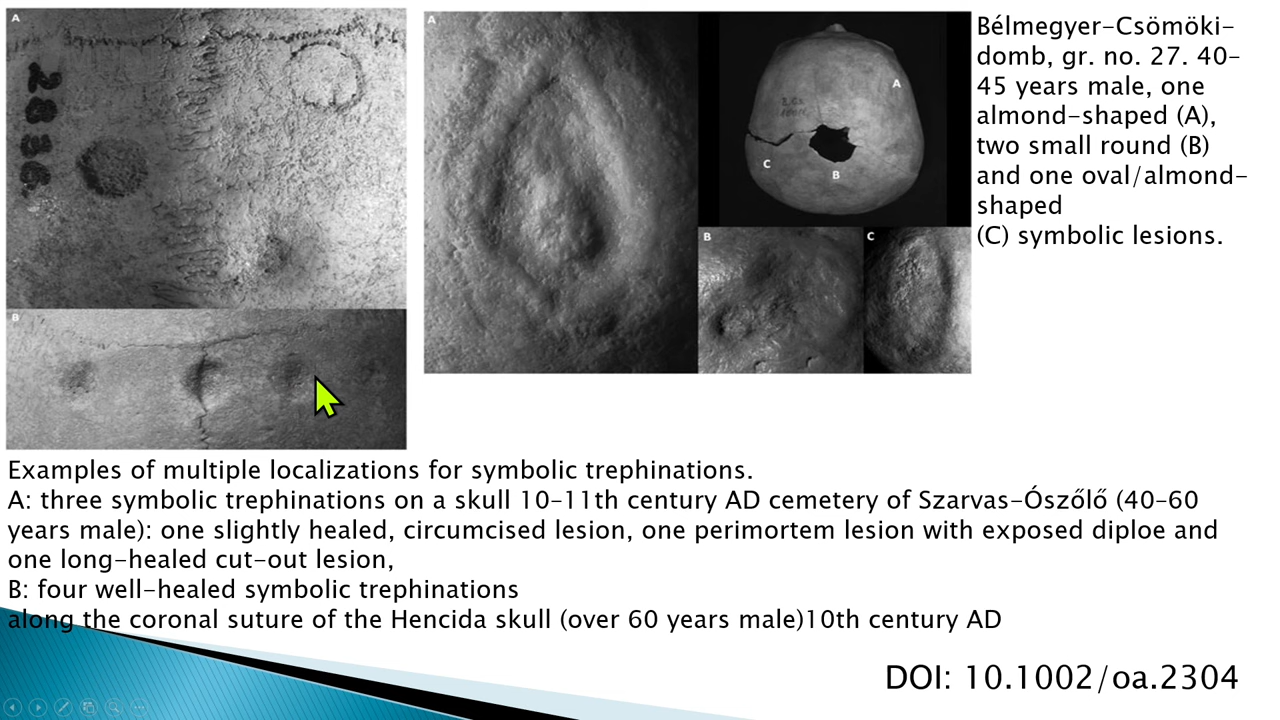 A
B
A
A
C
B
B
C
Bélmegyer-Csömöki-
domb, gr. no. 27. 40-
45 years male, one
almond-shaped (A),
two small round (B)
and one oval/almond-
shaped
(C) symbolic lesions.
Examples of multiple localizations for symbolic trephinations.
A: three symbolic trephinations on a skull 10-11th century AD cemetery of Szarvas-Ószőlő (40-60
years male): one slightly healed, circumcised lesion, one perimortem lesion with exposed diploe and
one long-healed cut-out lesion,
B: four well-healed symbolic trephinations
along the coronal suture of the Hencida skull (over 60 years male)10th century AD
DOI: 10.1002/oa.2304